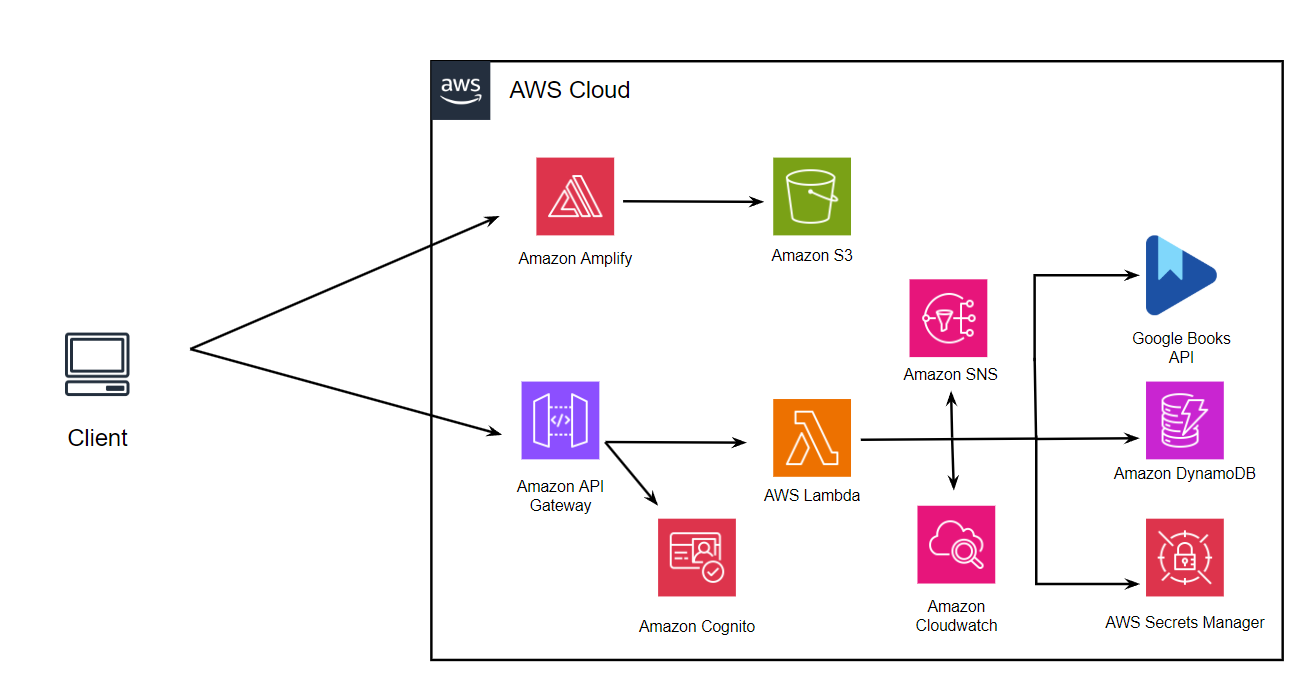 aws
AWS Cloud
Amazon Amplify
Amazon S3
Google Books
API
Amazon SNS
Client
Amazon API
Gateway
AWS Lambda
Amazon DynamoDB
Amazon Cognito
Amazon
Cloudwatch
AWS Secrets Manager